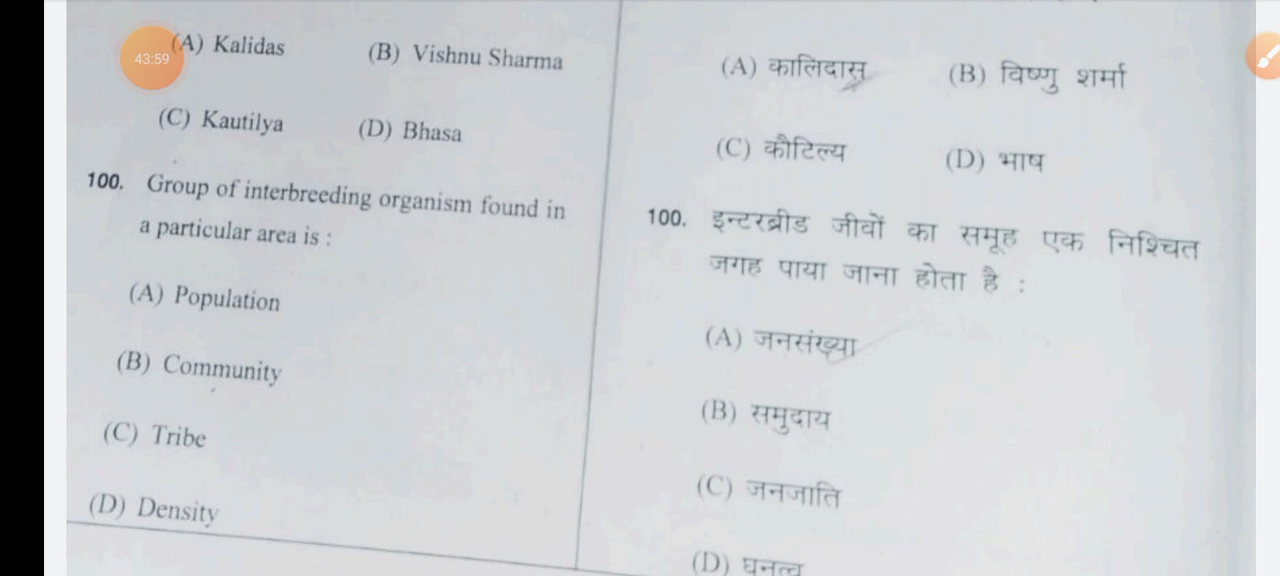 43:59
(A) Kalidas (B) Vishnu Sharma
(C) Kautilya (D) Bhasa
100. Group of interbreeding organism found in
a particular area is :
(A) Population
(B) Community
(C) Tribe
(D) Density
(A) कालिदास (B) विष्णु शर्मा
(C) कौटिल्य (D) भाष
100. इन्टरब्रीड जीवों का समूह एक निश्चित
जगह पाया जाना होता है :
(A) जनसंख्या
(B) समुदाय
(C) जनजाति
(D) घनत्व